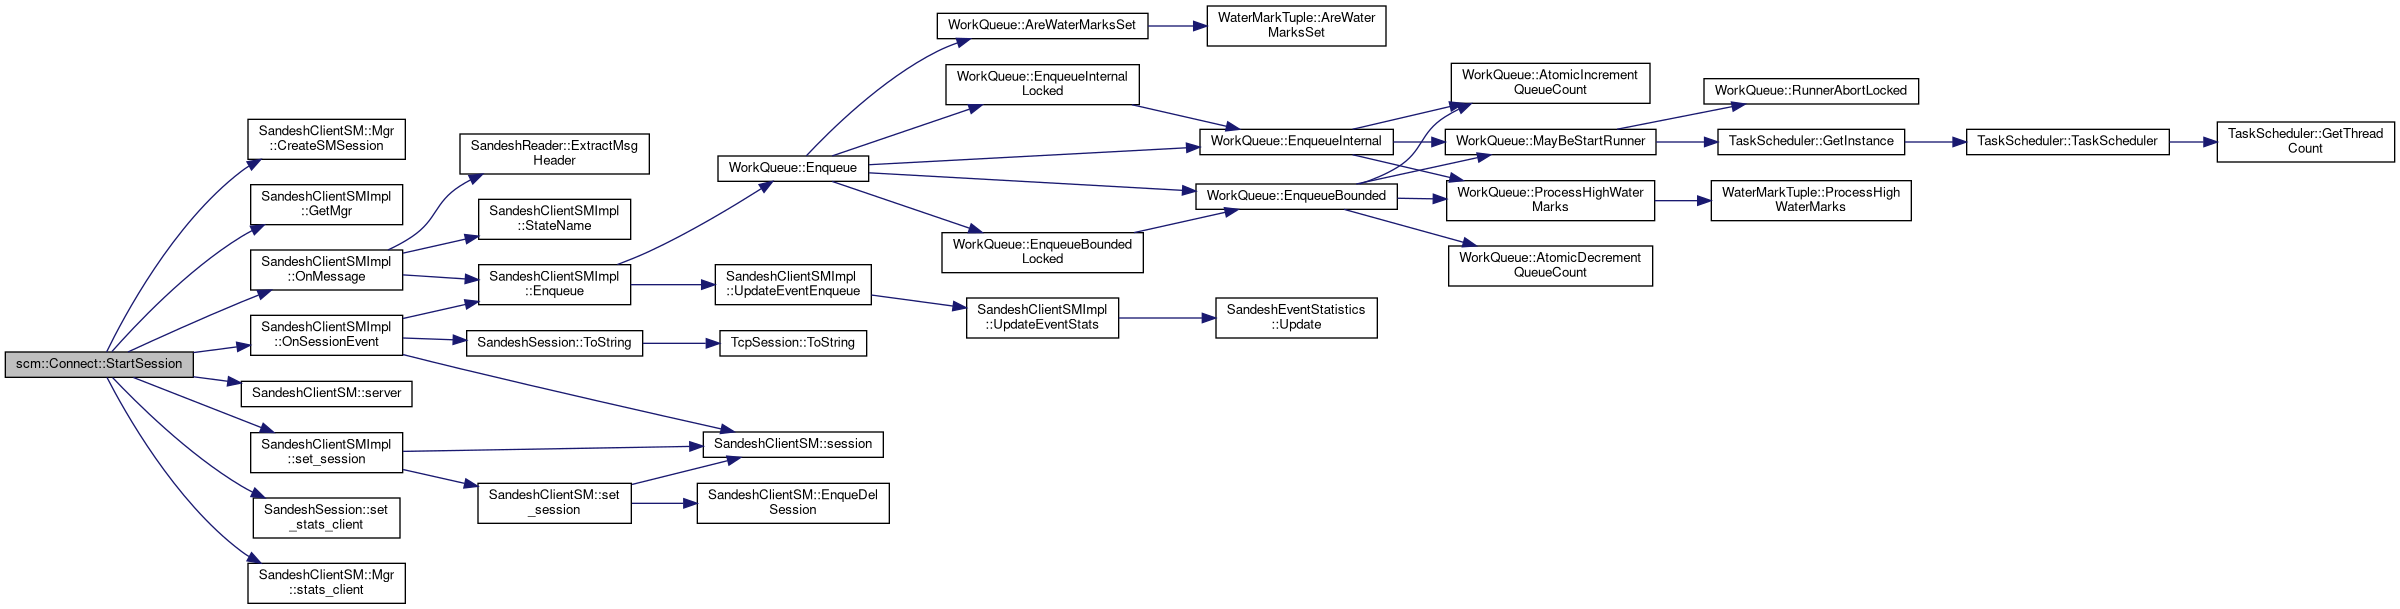 scm::Connect::StartSession
SandeshClientSM::Mgr
::CreateSMSession
SandeshClientSMImpl
::GetMgr
SandeshClientSMImpl
::OnMessage
SandeshClientSMImpl
::OnSessionEvent
SandeshClientSM::server
SandeshClientSMImpl
::set_session
SandeshSession::set
_stats_client
SandeshClientSM::Mgr
::stats_client
SandeshReader::ExtractMsg
Header
SandeshClientSMImpl
::StateName
SandeshClientSMImpl
::Enqueue
SandeshSession::ToString
SandeshClientSM::set
_session
WorkQueue::Enqueue
SandeshClientSMImpl
::UpdateEventEnqueue
TcpSession::ToString
SandeshClientSM::session
SandeshClientSM::EnqueDel
Session
WorkQueue::AreWaterMarksSet
WorkQueue::EnqueueInternal
Locked
WorkQueue::EnqueueBounded
Locked
SandeshClientSMImpl
::UpdateEventStats
WaterMarkTuple::AreWater
MarksSet
WorkQueue::EnqueueInternal
WorkQueue::EnqueueBounded
SandeshEventStatistics
::Update
WorkQueue::AtomicIncrement
QueueCount
WorkQueue::MayBeStartRunner
WorkQueue::ProcessHighWater
Marks
WorkQueue::AtomicDecrement
QueueCount
WorkQueue::RunnerAbortLocked
TaskScheduler::GetInstance
WaterMarkTuple::ProcessHigh
WaterMarks
TaskScheduler::TaskScheduler
TaskScheduler::GetThread
Count